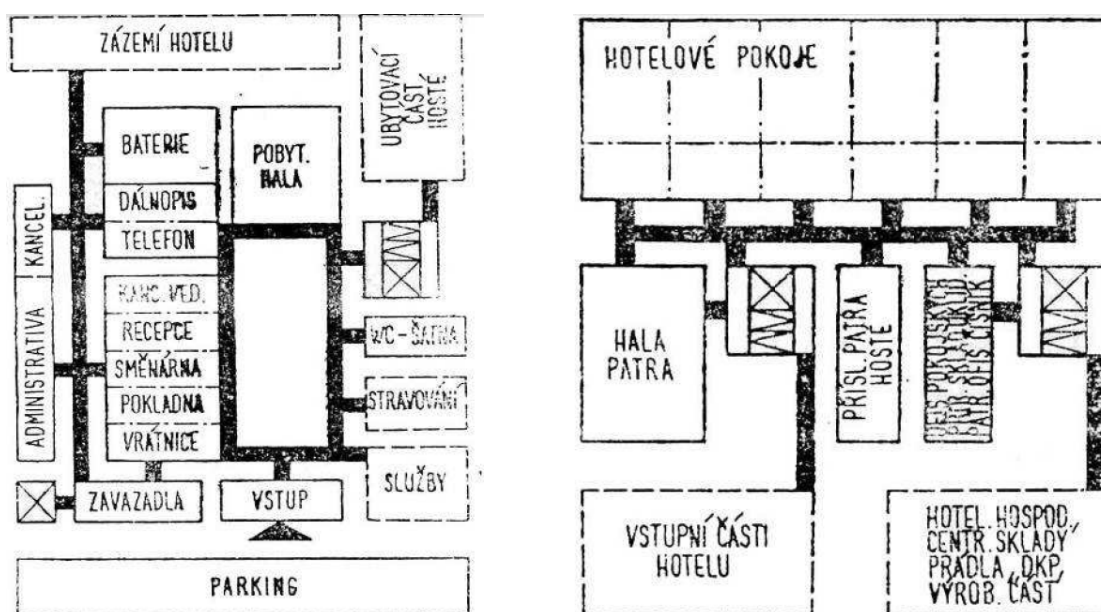 ZÁZEMÍ HOTELU
UBYTOVACÍ
ČÁST
HOSTÉ
BATERIE
POBYT.
HALA
DÁLNOPIS
TELEFON
KANCEL.
ADMINISTRATIVA
KANC. VED.
RECEPCE
SMĚNÁRNA
POKLADNA
VRÁTNICE
WC-ŠATNA
STRAVOVÁNÍ
SLUŽBY
ZAVAZADLA
VSTUP
PARKING
HOTELOVÉ POKOJE
HALA
PATRA
PŘÍSL. PATRA
HOSTÉ
POKOJSKÝCH
VSTUPNÍ ČÁSTI
HOTELU
HOTEL. HOSPOD.
CENTR. SKLADY
PRÁDLA, DKP,
VÝROB. ČÁST